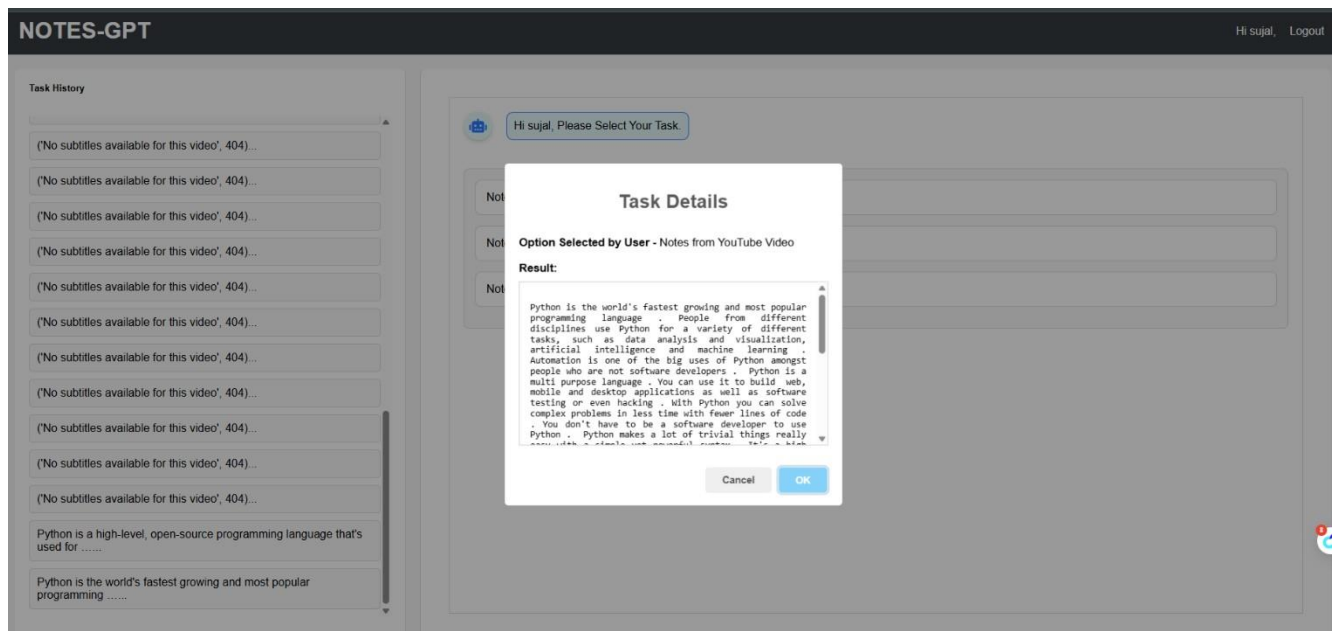 NOTES-GPT
Hi sujal, Logout
Task History
('No subtitles available for this video', 404)...
('No subtitles available for this video', 404)...
('No subtitles available for this video', 404)...
('No subtitles available for this video', 404)...
('No subtitles available for this video', 404)...
('No subtitles available for this video', 404)...
('No subtitles available for this video', 404)...
('No subtitles available for this video', 404)...
('No subtitles available for this video', 404)...
('No subtitles available for this video', 404)...
('No subtitles available for this video', 404)...
Python is a high-level, open-source programming language that's
used for ......
Python is the world's fastest growing and most popular
programming ......
Hi sujal, Please Select Your Task.
Not
Not
Not
Task Details
Option Selected by User - Notes from YouTube Video
Result:
Python is the world's fastest growing and most popular
programming language . People from different
disciplines use Python for a variety of different
tasks, such as data analysis and visualization,
artificial intelligence and machine learning .
Automation is one of the big uses of Python amongst
people who are not software developers . Python is a
multi purpose language . You can use it to build web,
mobile and desktop applications as well as software
testing or even hacking . With Python you can solve
complex problems in less time with fewer lines of code
. You don't have to be a software developer to use
Python . Python makes a lot of trivial things really
easy with a simple yet powerful syntax . It's a high
Cancel
OK